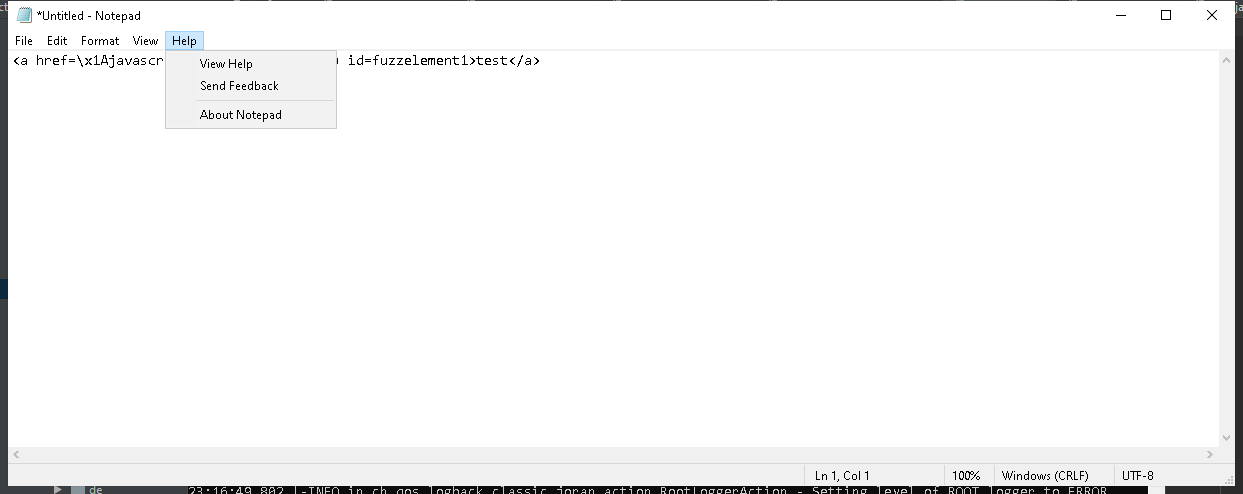 *Untitled - Notepad
File Edit Format View Help
<a href=\x1Ajavascr id=fuzzelement1>test</a>
View Help
Send Feedback
About Notepad
Ln 1, Col 1 100% Windows (CRLF) UTF-8
de 23:16:49,802 |-INFO in ch.qos.logback.classic.joran.action.RootLoggerAction - Setting level of ROOT logger to ERROR